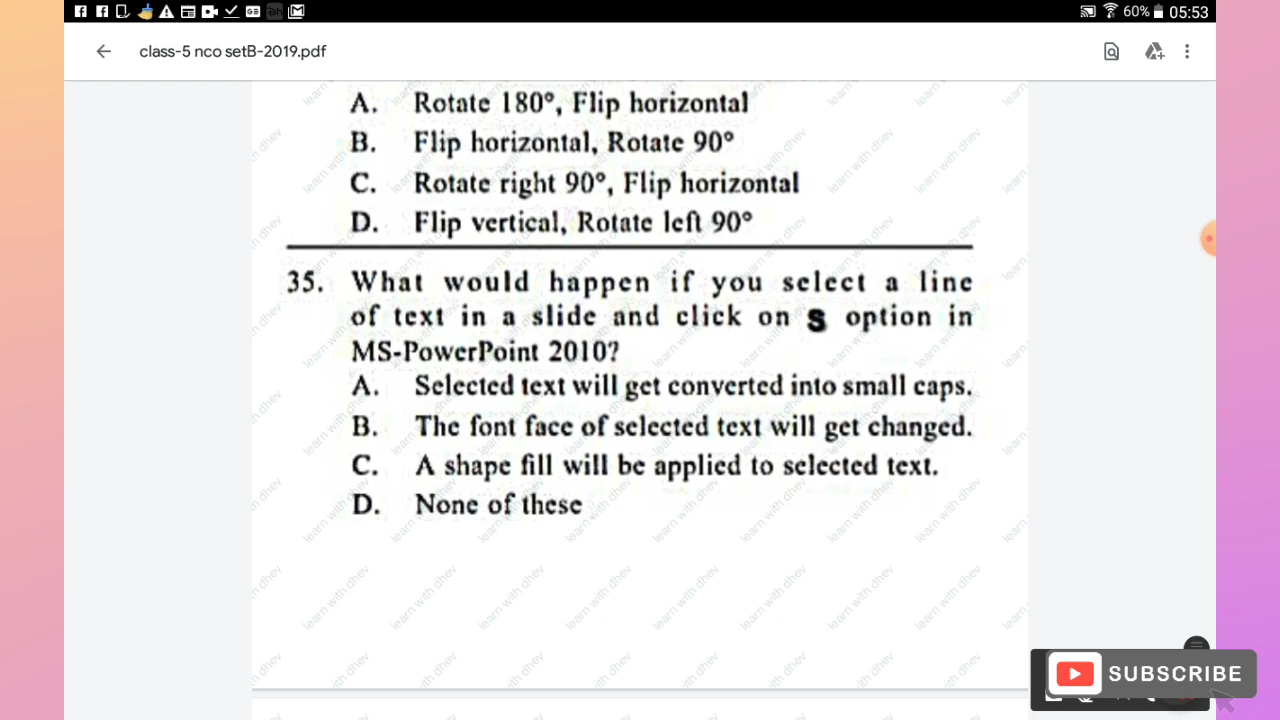 60% 05:53
class-5 nco setB-2019.pdf
A. Rotate 180°, Flip horizontal
B. Flip horizontal, Rotate 90°
C. Rotate right 90°, Flip horizontal
D. Flip vertical, Rotate left 90°
35. What would happen if you select a line
of text in a slide and click on S option in
MS-PowerPoint 2010?
A. Selected text will get converted into small caps.
B. The font face of selected text will get changed.
C. A shape fill will be applied to selected text.
D. None of these
learn with dhev
SUBSCRIBE